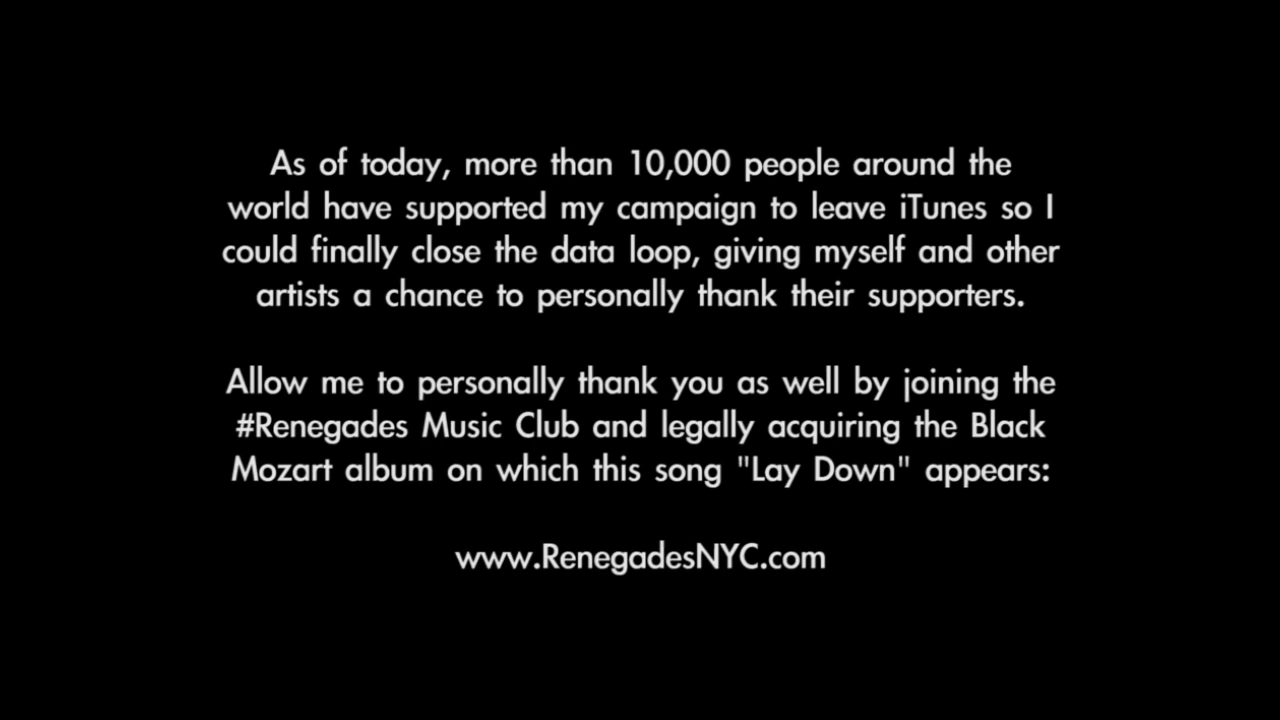 As of today, more than 10,000 people around the
world have supported my campaign to leave iTunes so I
could finally close the data loop, giving myself and other
artists a chance to personally thank their supporters.
Allow me to personally thank you as well by joining the
#Renegades Music Club and legally acquiring the Black
Mozart album on which this song "Lay Down" appears:
www.RenegadesNYC.com